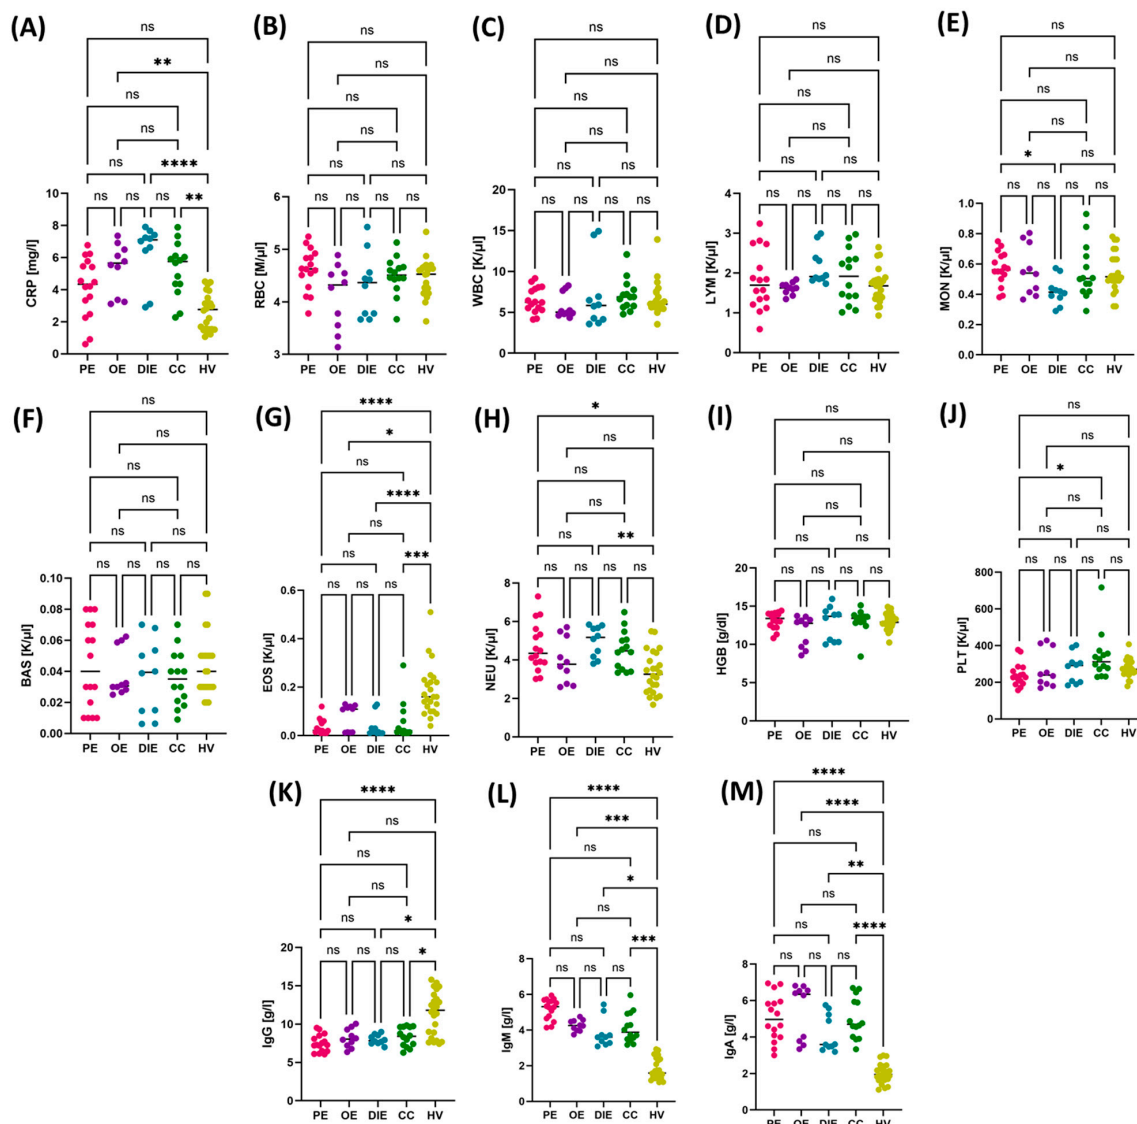 (A)
ns
**
ns
ns
ns ****
ns ns ns **
CRP [mg/l]
8
6
4
2
0
PE OE DIE CC HV
(B)
ns
ns
ns
ns
ns ns
ns ns ns ns
RBC [M/µl]
6
5
4
3
PE OE DIE CC HV
(C)
ns
ns
ns
ns
ns ns
ns ns ns ns
WBC [K/µl]
20
15
10
5
0
PE OE DIE CC HV
(D)
ns
ns
ns
ns
ns ns
ns ns ns ns
LYM [K/µl]
4
3
2
1
0
PE OE DIE CC HV
(E)
ns
ns
ns
ns
* ns
ns ns ns ns
MON [K/µl]
1.0
0.8
0.6
0.4
0.2
0.0
PE OE DIE CC HV
(F)
ns
ns
ns
ns
ns ns
ns ns ns ns
BAS [K/µl]
0.10
0.08
0.06
0.04
0.02
0.00
PE OE DIE CC HV
(G)
****
*
ns
****
ns
ns ***
ns ns ns
EOS [K/µl]
0.6
0.4
0.2
0.0
PE OE DIE CC HV
(H)
*
ns
ns
ns
ns **
ns ns ns ns
NEU [K/µl]
8
6
4
2
0
PE OE DIE CC HV
(I)
ns
ns
ns
ns
ns ns
ns ns ns ns
HGB [g/dl]
20
15
10
5
0
PE OE DIE CC HV
(J)
ns
ns
*
ns
ns ns
ns ns ns ns
PLT [K/µl]
800
600
400
200
0
PE OE DIE CC HV
(K)
****
ns
ns
ns
ns *
ns ns ns *
IgG [g/l]
20
15
10
5
0
PE OE DIE CC HV
(L)
****
***
ns
*
ns
ns ***
ns ns ns
IgM [g/l]
8
6
4
2
0
PE OE DIE CC HV
(M)
****
****
ns
**
ns
ns ****
ns ns ns
IgA [g/l]
8
6
4
2
0
PE OE DIE CC HV